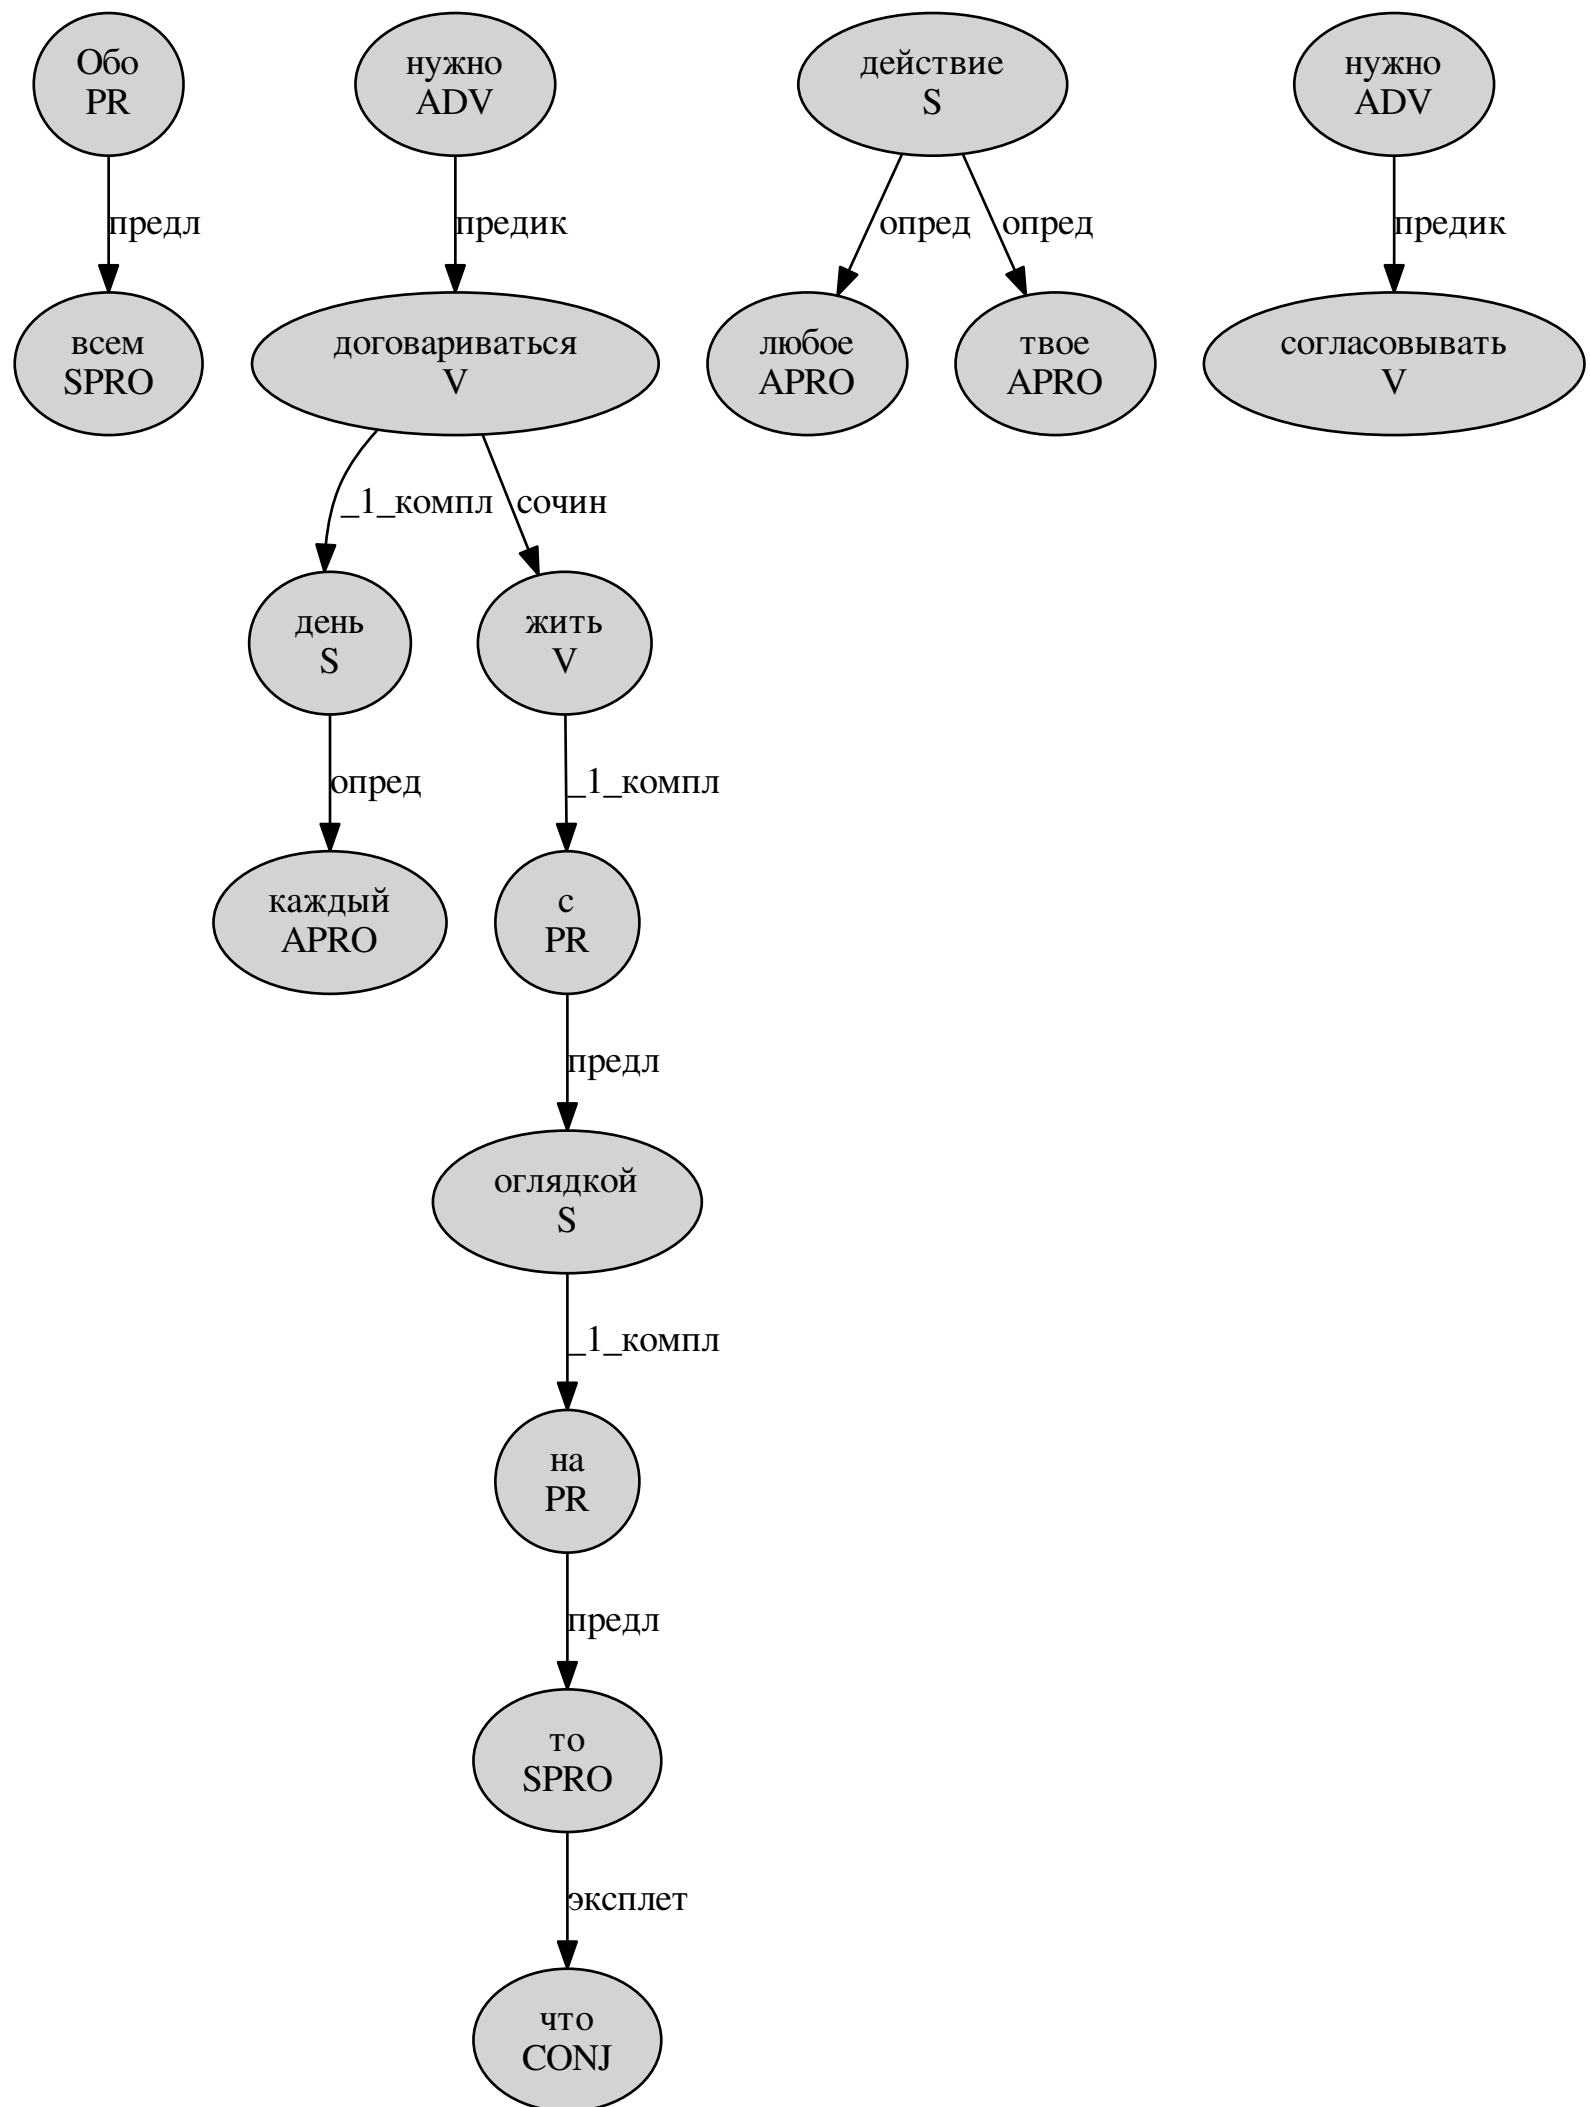 Обо
PR
нужно
ADV
действие
S
нужно
ADV
предл
предик
опред
опред
предик
всем
SPRO
договариваться
V
любое
APRO
твое
APRO
согласовывать
V
_1_компл
сочин
день
S
жить
V
опред
_1_компл
каждый
APRO
с
PR
предл
оглядкой
S
_1_компл
на
PR
предл
то
SPRO
эксплет
что
CONJ